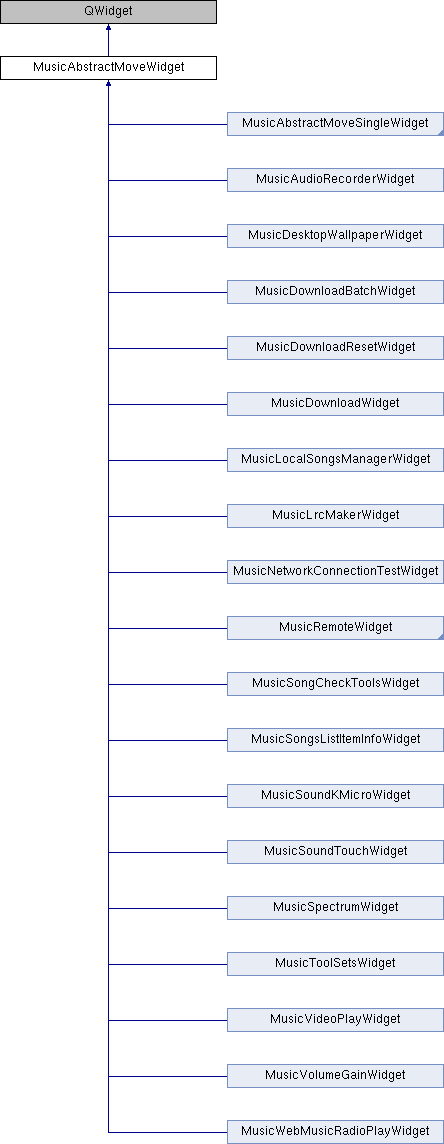 QWidget
MusicAbstractMoveWidget
MusicAbstractMoveSingleWidget
MusicAudioRecorderWidget
MusicDesktopWallpaperWidget
MusicDownloadBatchWidget
MusicDownloadResetWidget
MusicDownloadWidget
MusicLocalSongsManagerWidget
MusicLrcMakerWidget
MusicNetworkConnectionTestWidget
MusicRemoteWidget
MusicSongCheckToolsWidget
MusicSongsListItemInfoWidget
MusicSoundKMicroWidget
MusicSoundTouchWidget
MusicSpectrumWidget
MusicToolSetsWidget
MusicVideoPlayWidget
MusicVolumeGainWidget
MusicWebMusicRadioPlayWidget